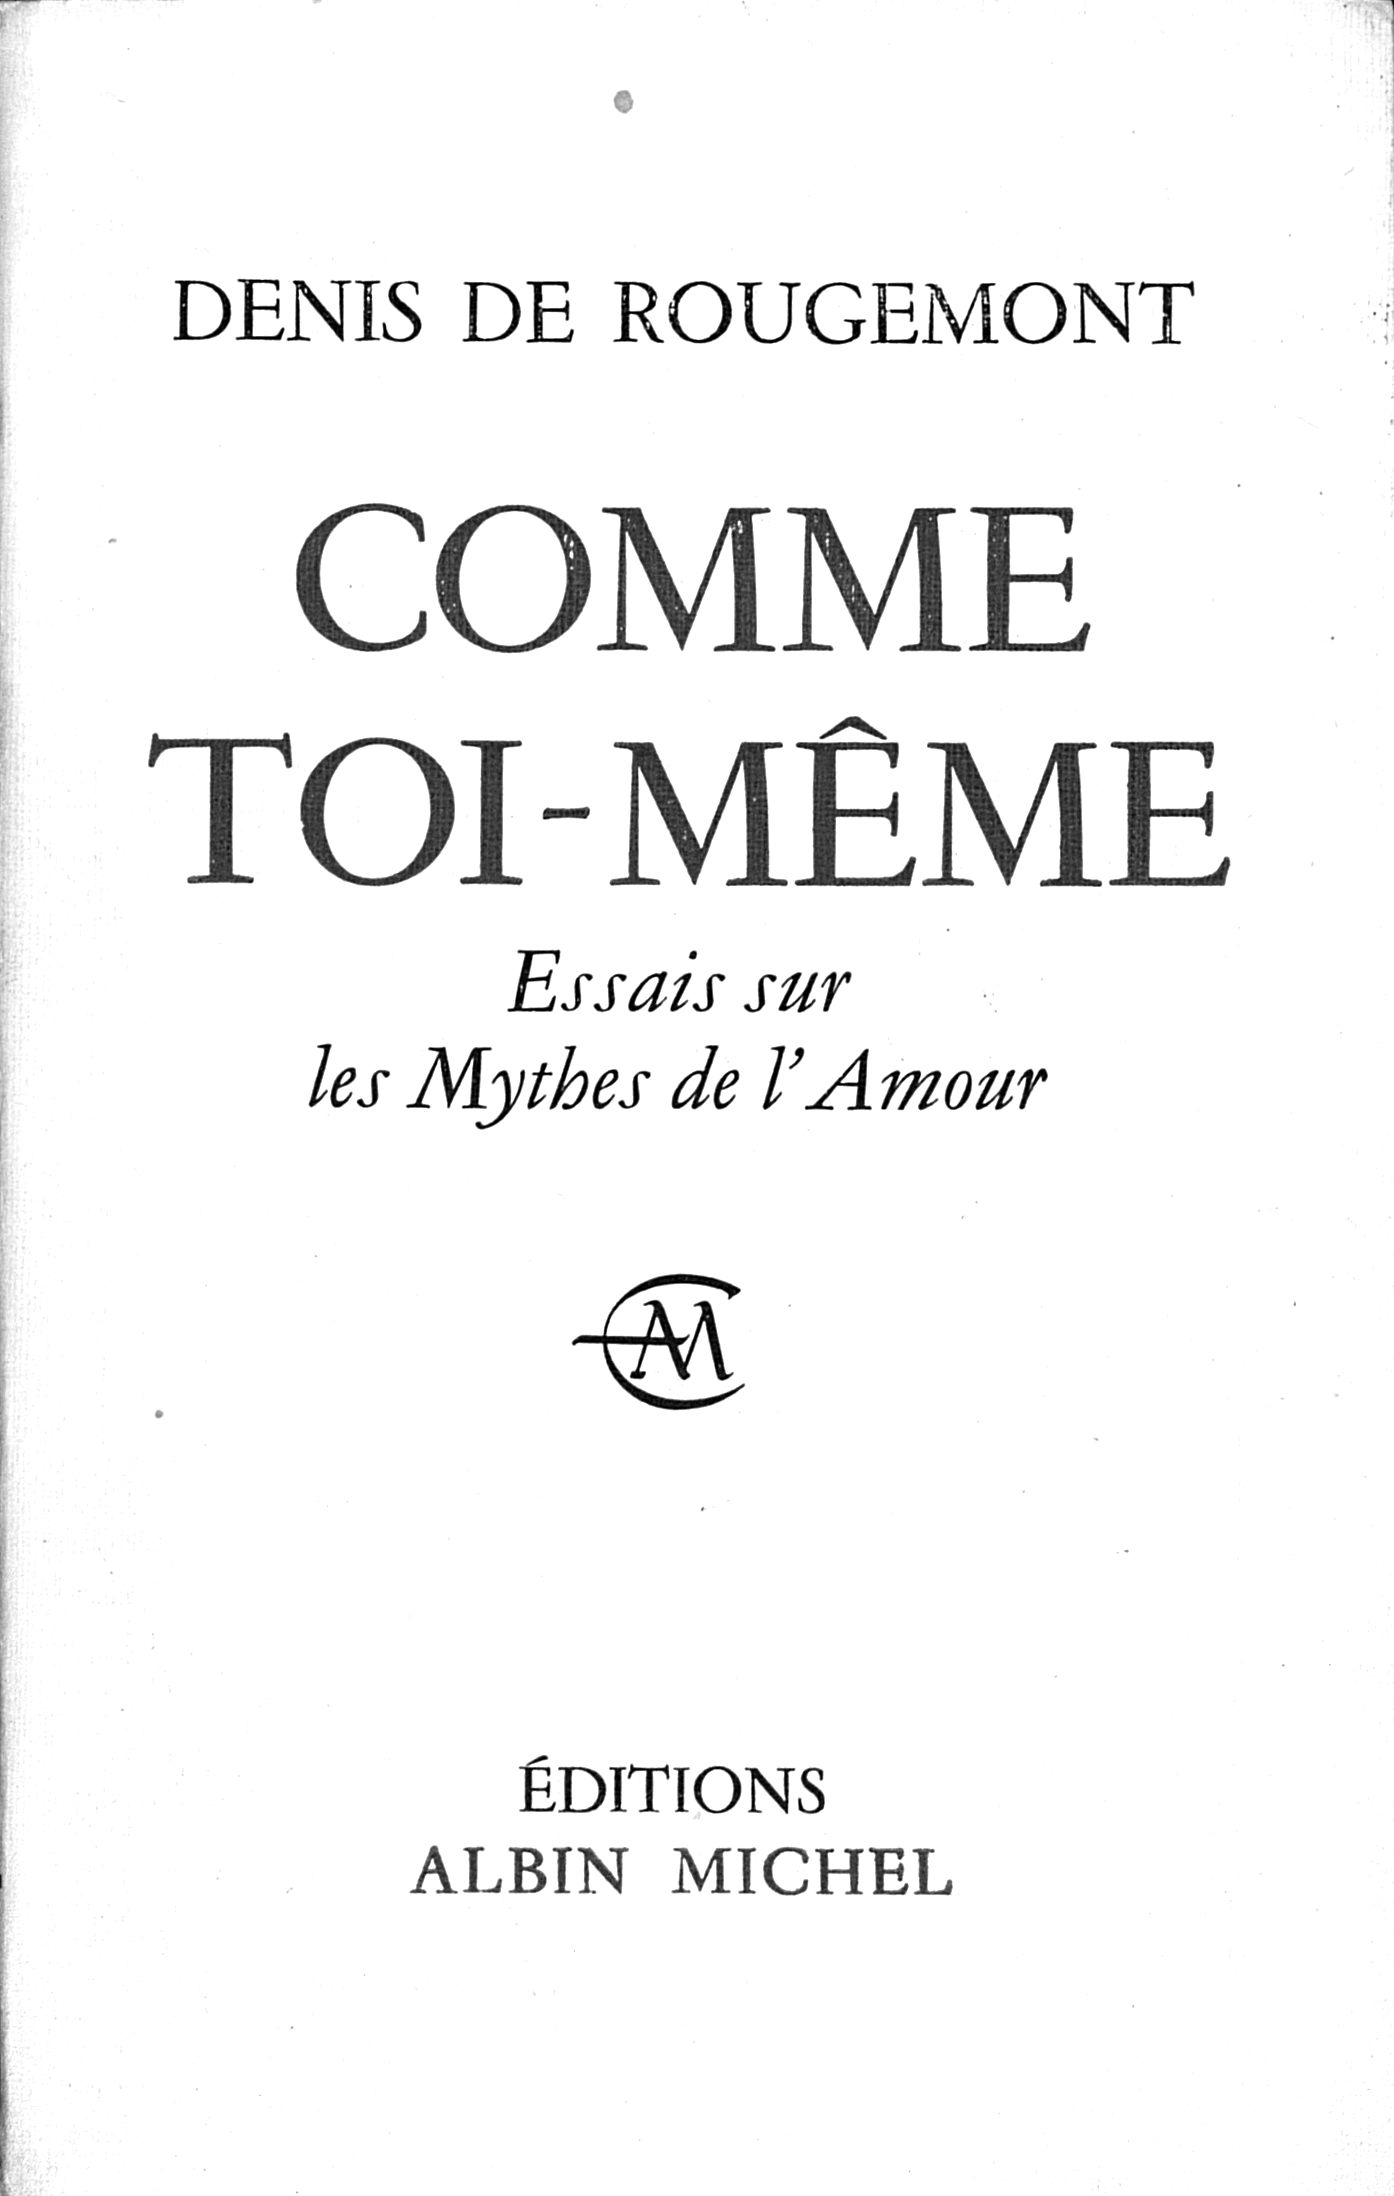 DENIS DE ROUGEMONT
COMME
TOI-MÊME
Essais sur
les Mythes de l'Amour
AM
ÉDITIONS
ALBIN MICHEL